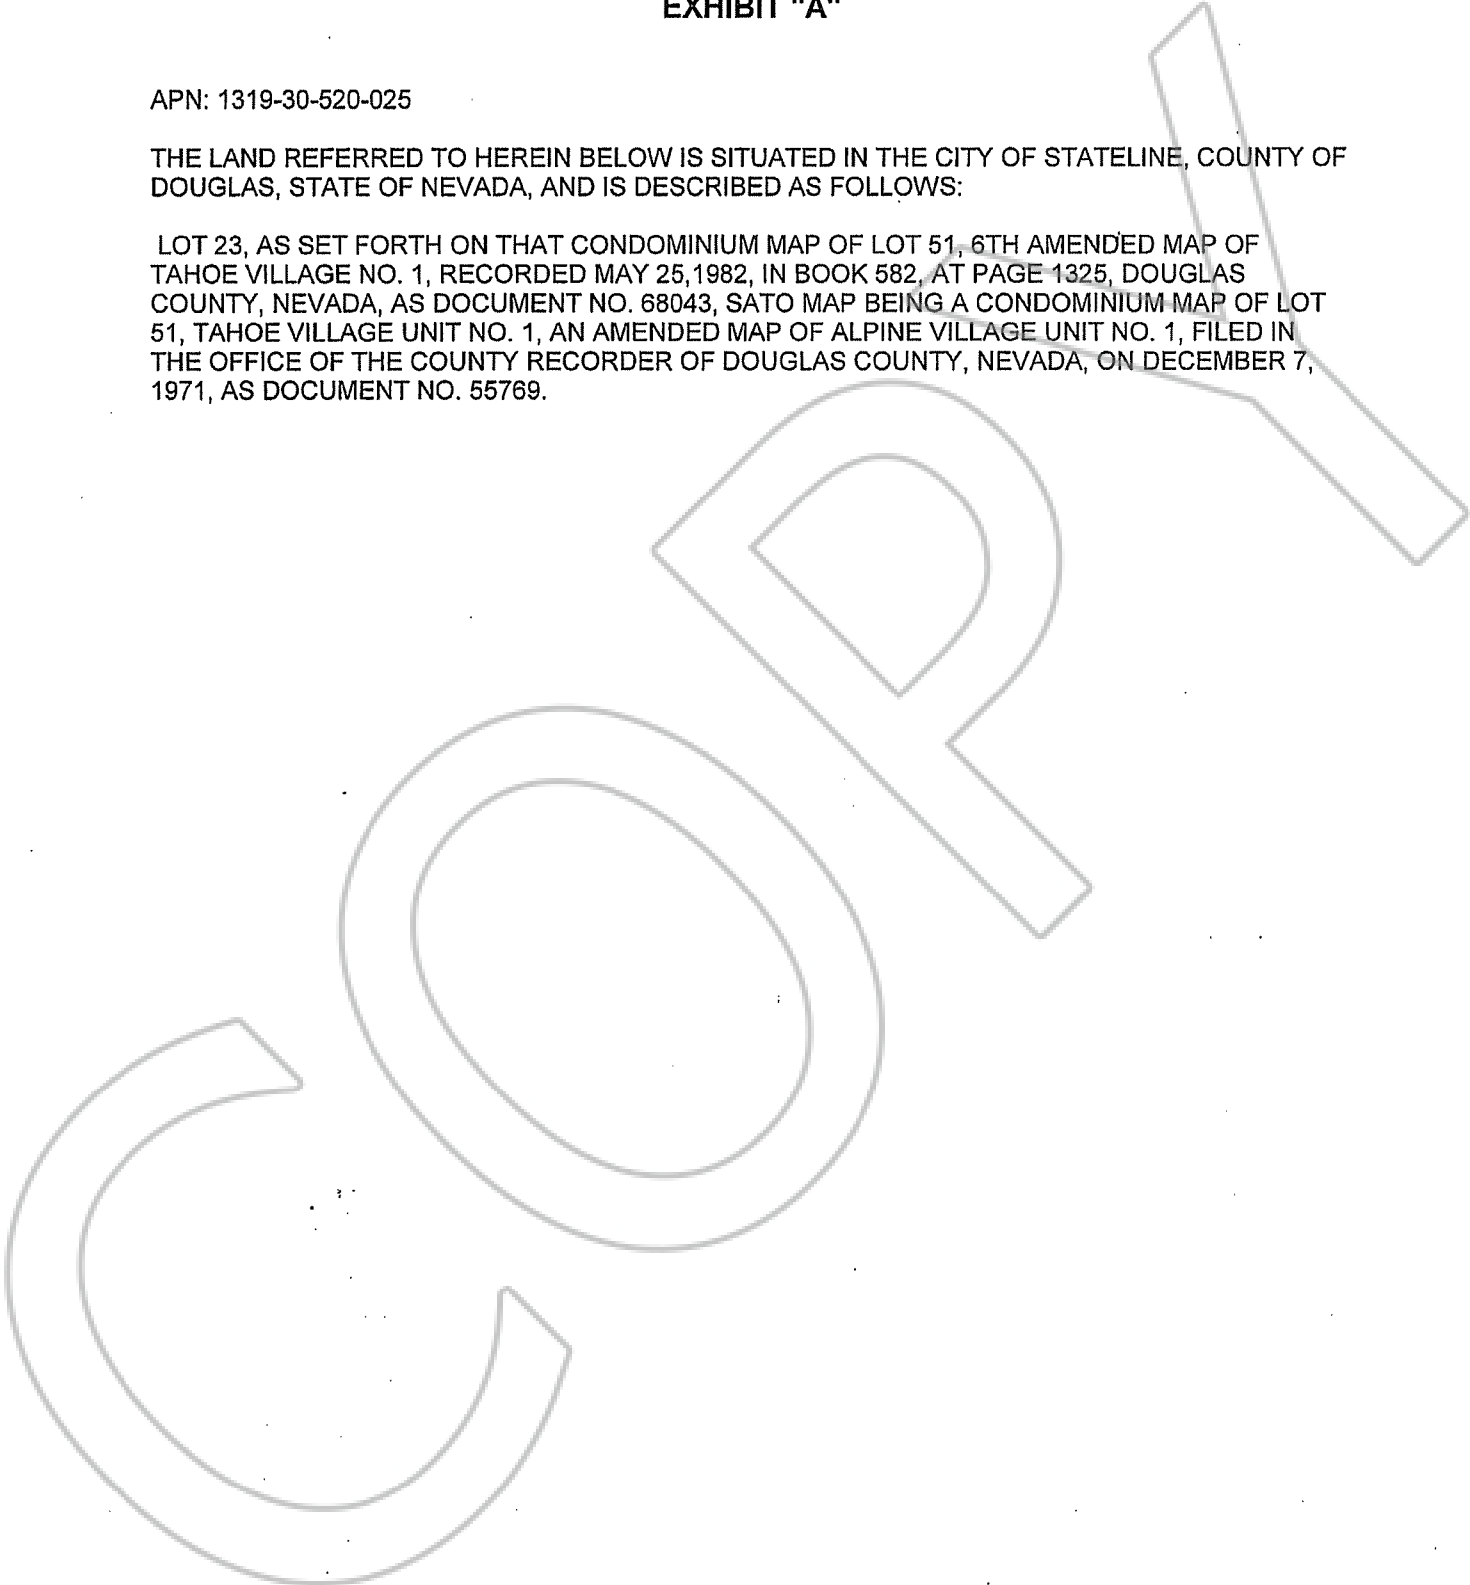 EXHIBIT "A"
APN: 1319-30-520-025
THE LAND REFERRED TO HEREIN BELOW IS SITUATED IN THE CITY OF STATELINE, COUNTY OF
DOUGLAS, STATE OF NEVADA, AND IS DESCRIBED AS FOLLOWS:
LOT 23, AS SET FORTH ON THAT CONDOMINIUM MAP OF LOT 51, 6TH AMENDED MAP OF
TAHOE VILLAGE NO. 1, RECORDED MAY 25,1982, IN BOOK 582, AT PAGE 1325, DOUGLAS
COUNTY, NEVADA, AS DOCUMENT NO. 68043, SATO MAP BEING A CONDOMINIUM MAP OF LOT
51, TAHOE VILLAGE UNIT NO. 1, AN AMENDED MAP OF ALPINE VILLAGE UNIT NO. 1, FILED IN
THE OFFICE OF THE COUNTY RECORDER OF DOUGLAS COUNTY, NEVADA, ON DECEMBER 7,
1971, AS DOCUMENT NO. 55769.
COPY